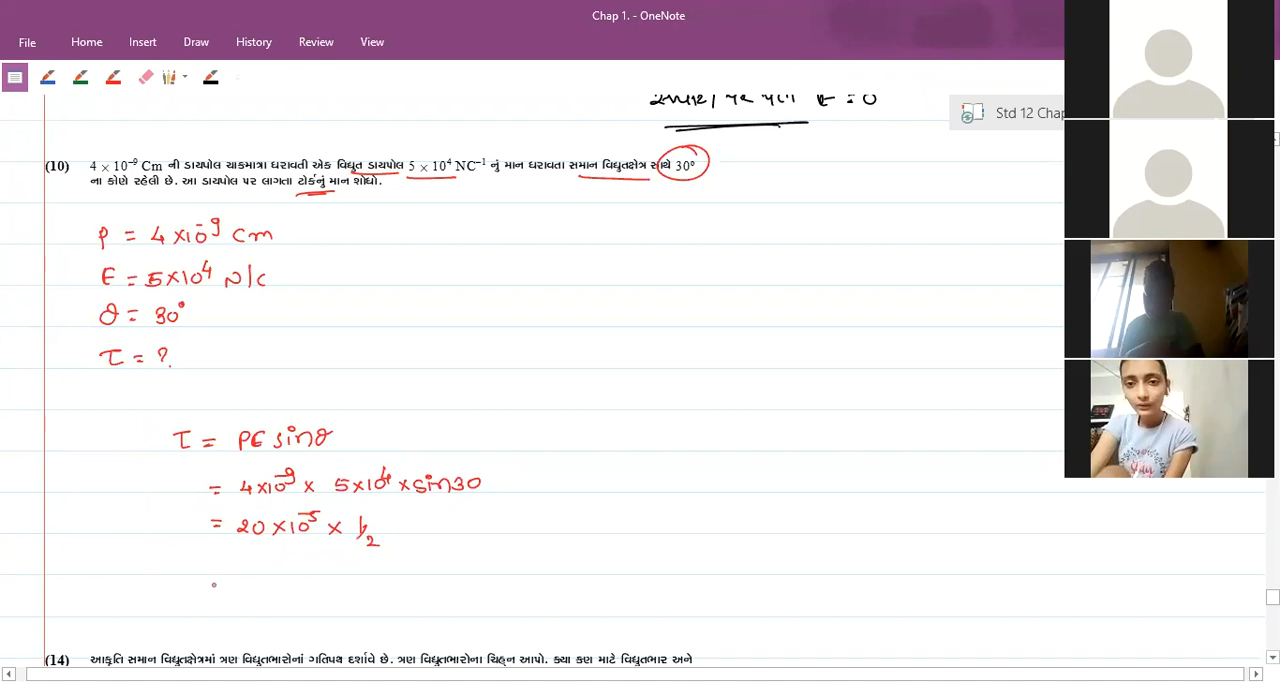 Chap 1. - OneNote
File Home Insert Draw History Review View
E = 0
Std 12 Chap
(10) 4 × 10⁻⁹ Cm ની ડાયપોલ ચાકમાત્રા ધરાવતી એક વિદ્યુત ડાયપોલ 5 × 10⁴ NC⁻¹ નું માન ધરાવતા સમાન વિદ્યુતક્ષેત્ર સાથે 30°
ના કોણે રહેલી છે. આ ડાયપોલ પર લાગતા ટોર્કનું માન શોધો.
P = 4×10⁻⁹ Cm
E = 5×10⁴ N/C
θ = 30°
τ = ?
τ = PE sinθ
= 4×10⁻⁹ × 5×10⁴ × sin30
= 20×10⁻⁵ × 1/2
(14) આકૃતિ સમાન વિદ્યુતક્ષેત્રમાં ત્રણ વિદ્યુતભારોનાં ગતિપથ દર્શાવે છે. ત્રણ વિદ્યુતભારોના ચિહ્ન આપો. ક્યા કણ માટે વિદ્યુતભાર અને